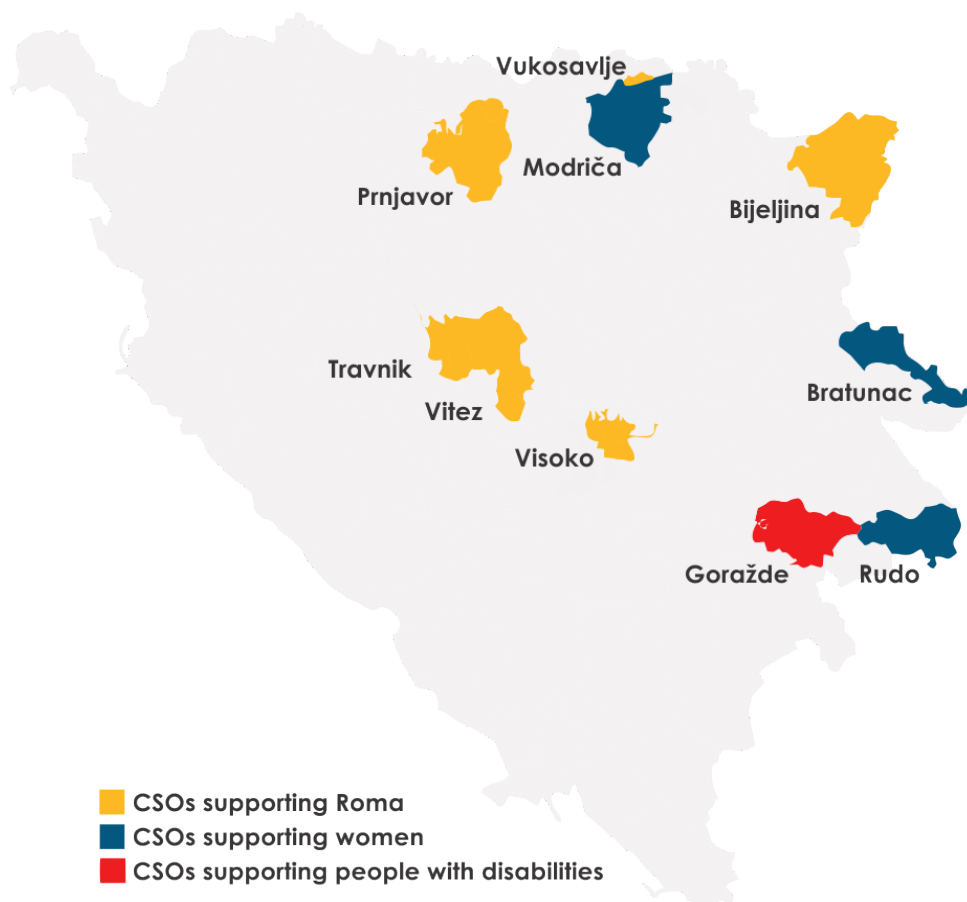 Vukosavlje
Modriča
Prnjavor
Bijeljina
Travnik
Bratunac
Vitez
Visoko
Goražde
Rudo
CSOs supporting Roma
CSOs supporting women
CSOs supporting people with disabilities